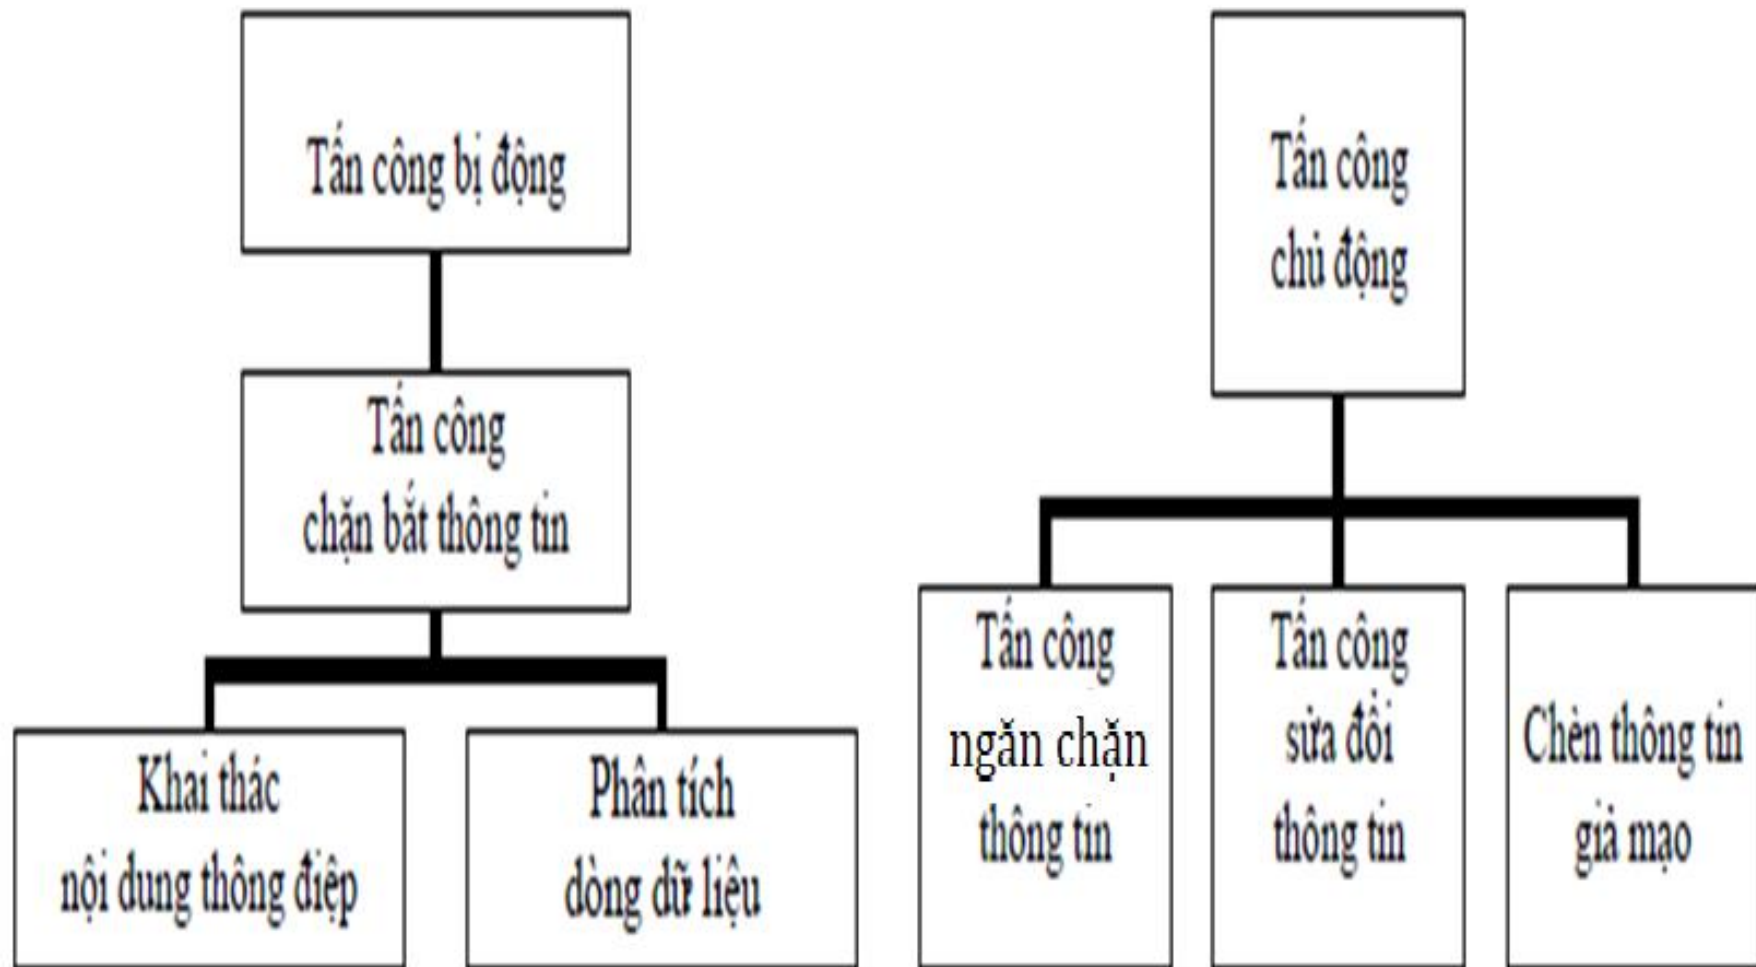 Tấn công bị động
Tấn công
chặn bắt thông tin
Khai thác
nội dung thông điệp
Phân tích
dòng dữ liệu
Tấn công
chủ động
Tấn công
ngăn chặn
thông tin
Tấn công
sửa đổi
thông tin
Chèn thông tin
giả mạo